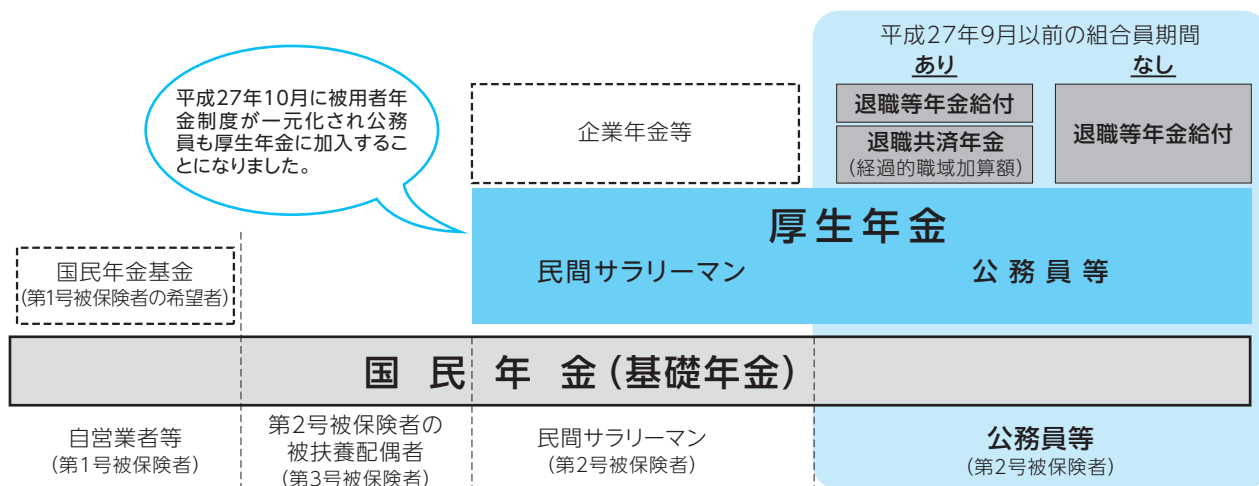 平成27年9月以前の組合員期間
あり
なし
平成27年10月に被用者年
金制度が一元化され公務
員も厚生年金に加入するこ
とになりました。
企業年金等
退職等年金給付
退職共済年金
(経過的職域加算額)
退職等年金給付
厚生年金
民間サラリーマン
公務員等
国民年金基金
(第1号被保険者の希望者)
国民年金(基礎年金)
自営業者等
(第1号被保険者)
第2号被保険者の
被扶養配偶者
(第3号被保険者)
民間サラリーマン
(第2号被保険者)
公務員等
(第2号被保険者)